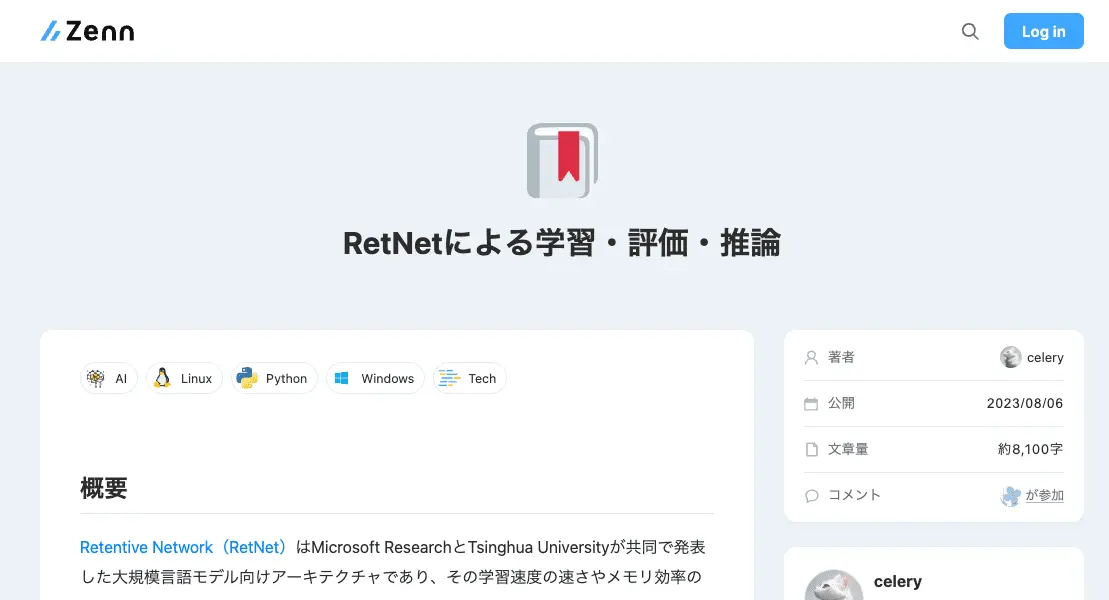 Zenn
Log in
RetNetによる学習・評価・推論
AI
Linux
Python
Windows
Tech
概要
Retentive Network（RetNet）はMicrosoft ResearchとTsinghua Universityが共同で発表
した大規模言語モデル向けアーキテクチャであり、その学習速度の速さやメモリ効率の
著者
celery
公開
2023/08/06
文章量
約8,100字
コメント
が参加
celery